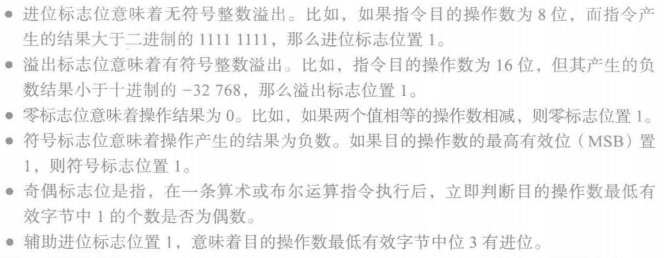 ● 进位标志位意味着无符号整数溢出。比如，如果指令目的操作数为 8 位，而指令产
生的结果大于二进制的 1111 1111，那么进位标志位置 1。
● 溢出标志位意味着有符号整数溢出。比如，指令目的操作数为 16 位，但其产生的负
数结果小于十进制的 −32 768，那么溢出标志位置 1。
● 零标志位意味着操作结果为 0。比如，如果两个值相等的操作数相减，则零标志位置 1。
● 符号标志位意味着操作产生的结果为负数。如果目的操作数的最高有效位（MSB）置
1，则符号标志位置 1。
● 奇偶标志位是指，在一条算术或布尔运算指令执行后，立即判断目的操作数最低有
效字节中 1 的个数是否为偶数。
● 辅助进位标志位置 1，意味着目的操作数最低有效字节中位 3 有进位。